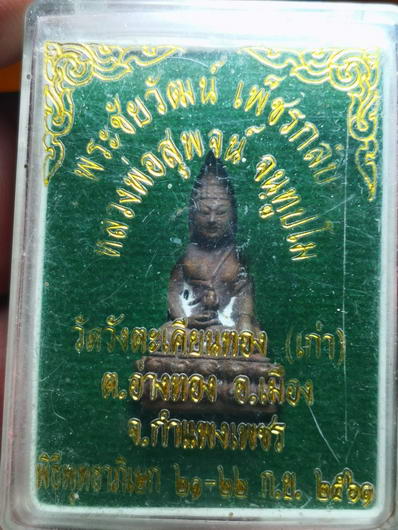 พระชัยวัฒน์ เพ็ชรกลับ
หลวงพ่อสุพจน์ จนฺทูปโม
วัดวังตะเคียนทอง (เก่า)
ต.อ่างทอง อ.เมือง
จ.กำแพงเพชร
พิธีพุทธาภิเษก ๒๑-๒๒ ก.ย. ๒๕๖๑